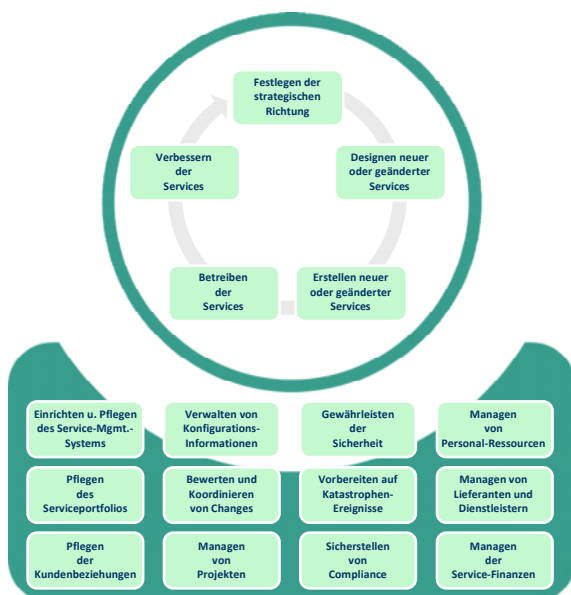 Festlegen der
strategischen
Richtung
Verbessern
der
Services
Designen neuer
oder geänderter
Services
Betreiben
der
Services
Erstellen neuer
oder geänderter
Services
Einrichten u. Pflegen
des Service-Mgmt.-
Systems
Verwalten von
Konfigurations-
Informationen
Gewährleisten
der
Sicherheit
Managen
von
Personal-Ressourcen
Pflegen
des
Serviceportfolios
Bewerten und
Koordinieren
von Changes
Vorbereiten auf
Katastrophen-
Ereignisse
Managen von
Lieferanten und
Dienstleistern
Pflegen
der
Kundenbeziehungen
Managen
von
Projekten
Sicherstellen
von
Compliance
Managen
der
Service-Finanzen